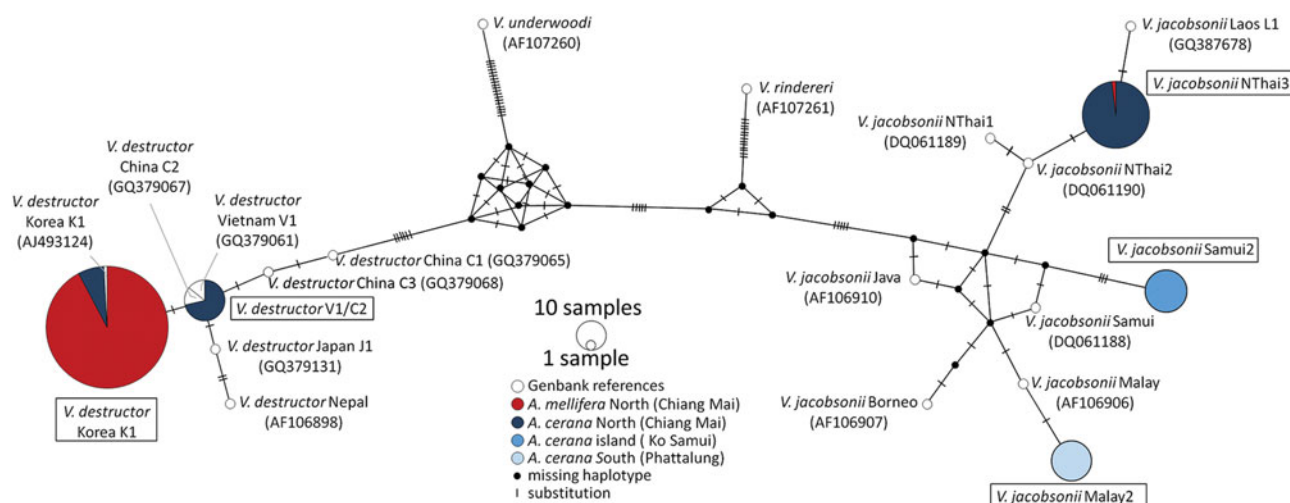 V. underwoodi
(AF107260)
V. rindereri
(AF107261)
V. jacobsonii Laos L1
(GQ387678)
V. jacobsonii NThai3
V. jacobsonii NThai1
(DQ061189)
V. jacobsonii NThai2
(DQ061190)
V. destructor
China C2
(GQ379067)
V. destructor
Korea K1
(AJ493124)
V. destructor
Vietnam V1
(GQ379061)
V. destructor China C1 (GQ379065)
V. destructor China C3 (GQ379068)
V. destructor V1/C2
V. destructor Japan J1
(GQ379131)
V. destructor Nepal
(AF106898)
V. destructor
Korea K1
V. jacobsonii Java
(AF106910)
V. jacobsonii Samui2
V. jacobsonii Samui
(DQ061188)
V. jacobsonii Malay
(AF106906)
V. jacobsonii Borneo
(AF106907)
V. jacobsonii Malay2
10 samples
1 sample
Genbank references
A. mellifera North (Chiang Mai)
A. cerana North (Chiang Mai)
A. cerana island ( Ko Samui)
A. cerana South (Phattalung)
missing haplotype
substitution